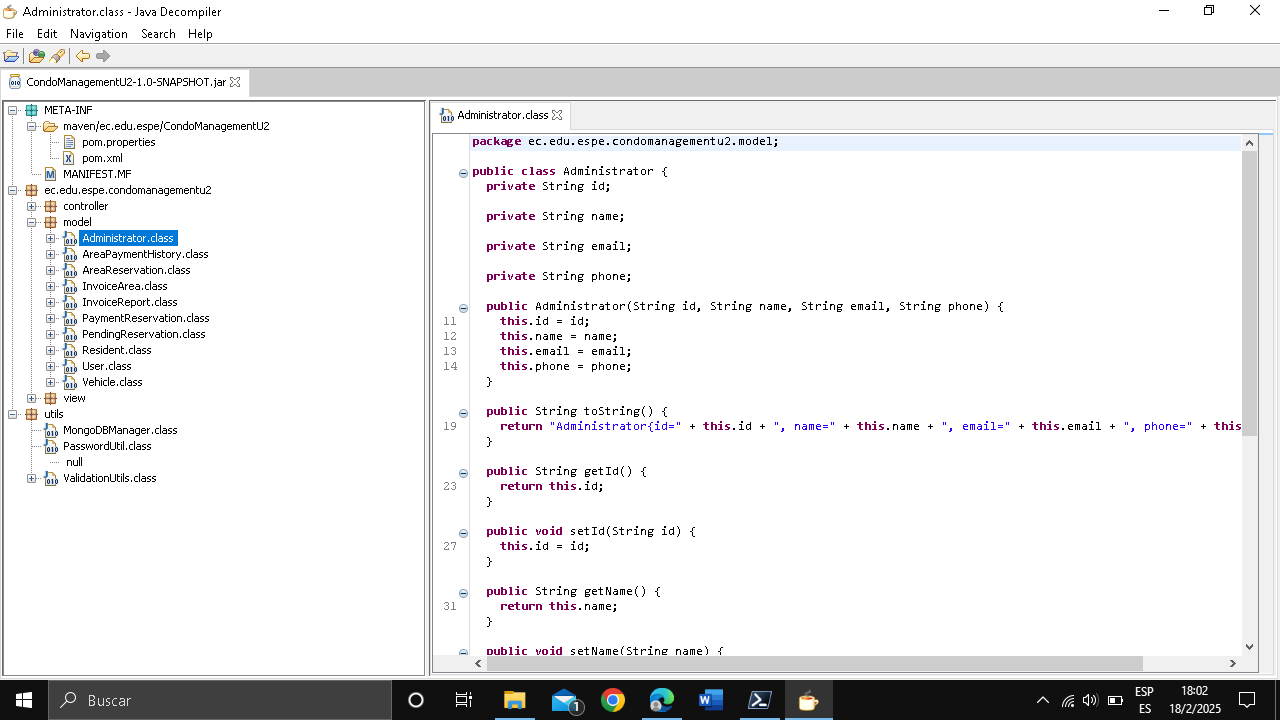 Administrator.class - Java Decompiler
File Edit Navigation Search Help
CondoManagementU2-1.0-SNAPSHOT.jar
META-INF
maven/ec.edu.espe/CondoManagementU2
pom.properties
pom.xml
MANIFEST.MF
ec.edu.espe.condomanagementu2
controller
model
Administrator.class
AreaPaymentHistory.class
AreaReservation.class
InvoiceArea.class
InvoiceReport.class
PaymentReservation.class
PendingReservation.class
Resident.class
User.class
Vehicle.class
view
utils
MongoDBManager.class
PasswordUtil.class
null
ValidationUtils.class
Administrator.class
package ec.edu.espe.condomanagementu2.model;
public class Administrator {
private String id;
private String name;
private String email;
private String phone;
public Administrator(String id, String name, String email, String phone) {
11 this.id = id;
12 this.name = name;
13 this.email = email;
14 this.phone = phone;
}
public String toString() {
19 return "Administrator{id=" + this.id + ", name=" + this.name + ", email=" + this.email + ", phone=" + this
}
public String getId() {
23 return this.id;
}
public void setId(String id) {
27 this.id = id;
}
public String getName() {
31 return this.name;
}
public void setName(String name) {
Buscar
1
ESP
ES
18:02
18/2/2025